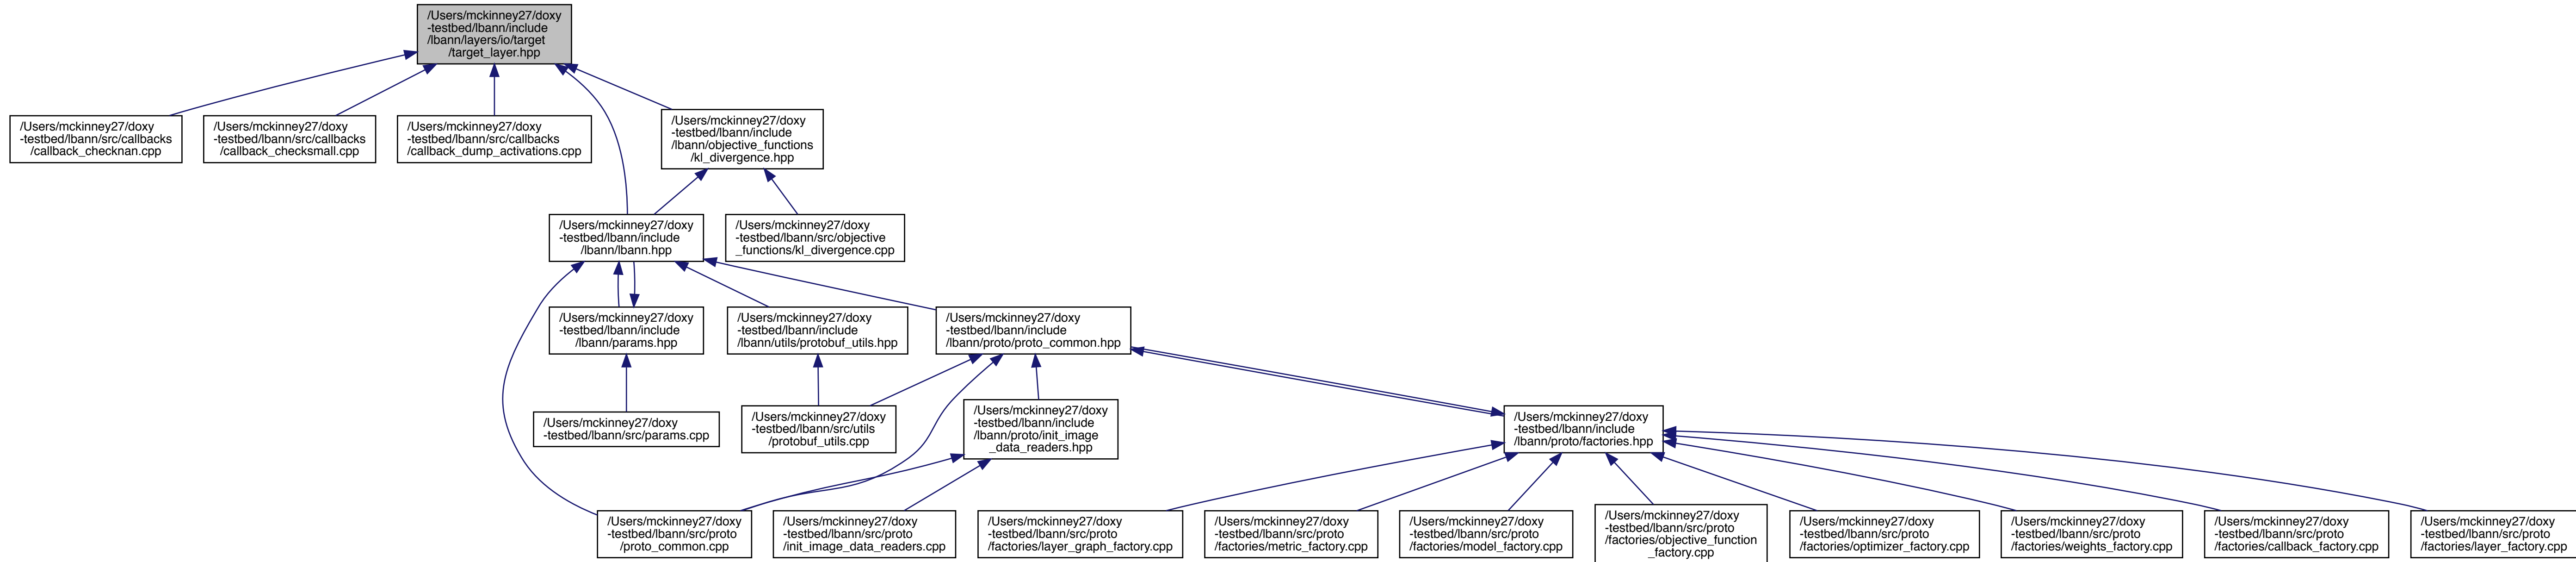 /Users/mckinney27/doxy
-testbed/lbann/include
/lbann/layers/io/target
/target_layer.hpp
/Users/mckinney27/doxy
-testbed/lbann/src/callbacks
/callback_checknan.cpp
/Users/mckinney27/doxy
-testbed/lbann/src/callbacks
/callback_checksmall.cpp
/Users/mckinney27/doxy
-testbed/lbann/src/callbacks
/callback_dump_activations.cpp
/Users/mckinney27/doxy
-testbed/lbann/include
/lbann/objective_functions
/kl_divergence.hpp
/Users/mckinney27/doxy
-testbed/lbann/include
/lbann/lbann.hpp
/Users/mckinney27/doxy
-testbed/lbann/src/objective
_functions/kl_divergence.cpp
/Users/mckinney27/doxy
-testbed/lbann/include
/lbann/params.hpp
/Users/mckinney27/doxy
-testbed/lbann/include
/lbann/utils/protobuf_utils.hpp
/Users/mckinney27/doxy
-testbed/lbann/include
/lbann/proto/proto_common.hpp
/Users/mckinney27/doxy
-testbed/lbann/src/params.cpp
/Users/mckinney27/doxy
-testbed/lbann/src/utils
/protobuf_utils.cpp
/Users/mckinney27/doxy
-testbed/lbann/include
/lbann/proto/init_image
_data_readers.hpp
/Users/mckinney27/doxy
-testbed/lbann/include
/lbann/proto/factories.hpp
/Users/mckinney27/doxy
-testbed/lbann/src/proto
/proto_common.cpp
/Users/mckinney27/doxy
-testbed/lbann/src/proto
/init_image_data_readers.cpp
/Users/mckinney27/doxy
-testbed/lbann/src/proto
/factories/layer_graph_factory.cpp
/Users/mckinney27/doxy
-testbed/lbann/src/proto
/factories/metric_factory.cpp
/Users/mckinney27/doxy
-testbed/lbann/src/proto
/factories/model_factory.cpp
/Users/mckinney27/doxy
-testbed/lbann/src/proto
/factories/objective_function
_factory.cpp
/Users/mckinney27/doxy
-testbed/lbann/src/proto
/factories/optimizer_factory.cpp
/Users/mckinney27/doxy
-testbed/lbann/src/proto
/factories/weights_factory.cpp
/Users/mckinney27/doxy
-testbed/lbann/src/proto
/factories/callback_factory.cpp
/Users/mckinney27/doxy
-testbed/lbann/src/proto
/factories/layer_factory.cpp